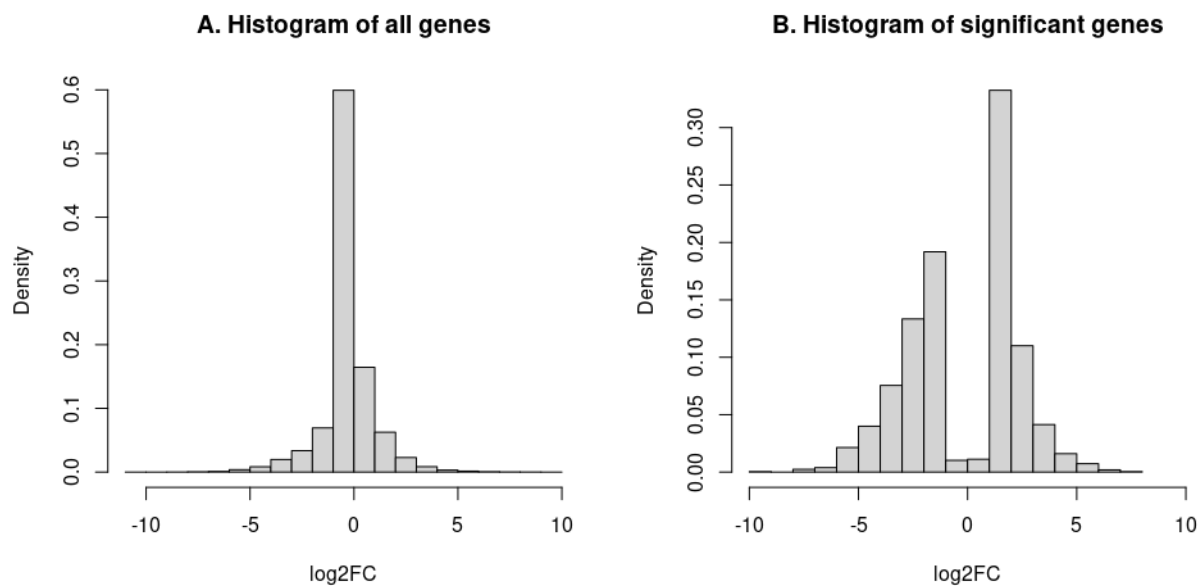 A. Histogram of all genes
Density
0.0 0.1 0.2 0.3 0.4 0.5 0.6
-10 -5 0 5 10
log2FC
B. Histogram of significant genes
Density
0.00 0.05 0.10 0.15 0.20 0.25 0.30
-10 -5 0 5 10
log2FC